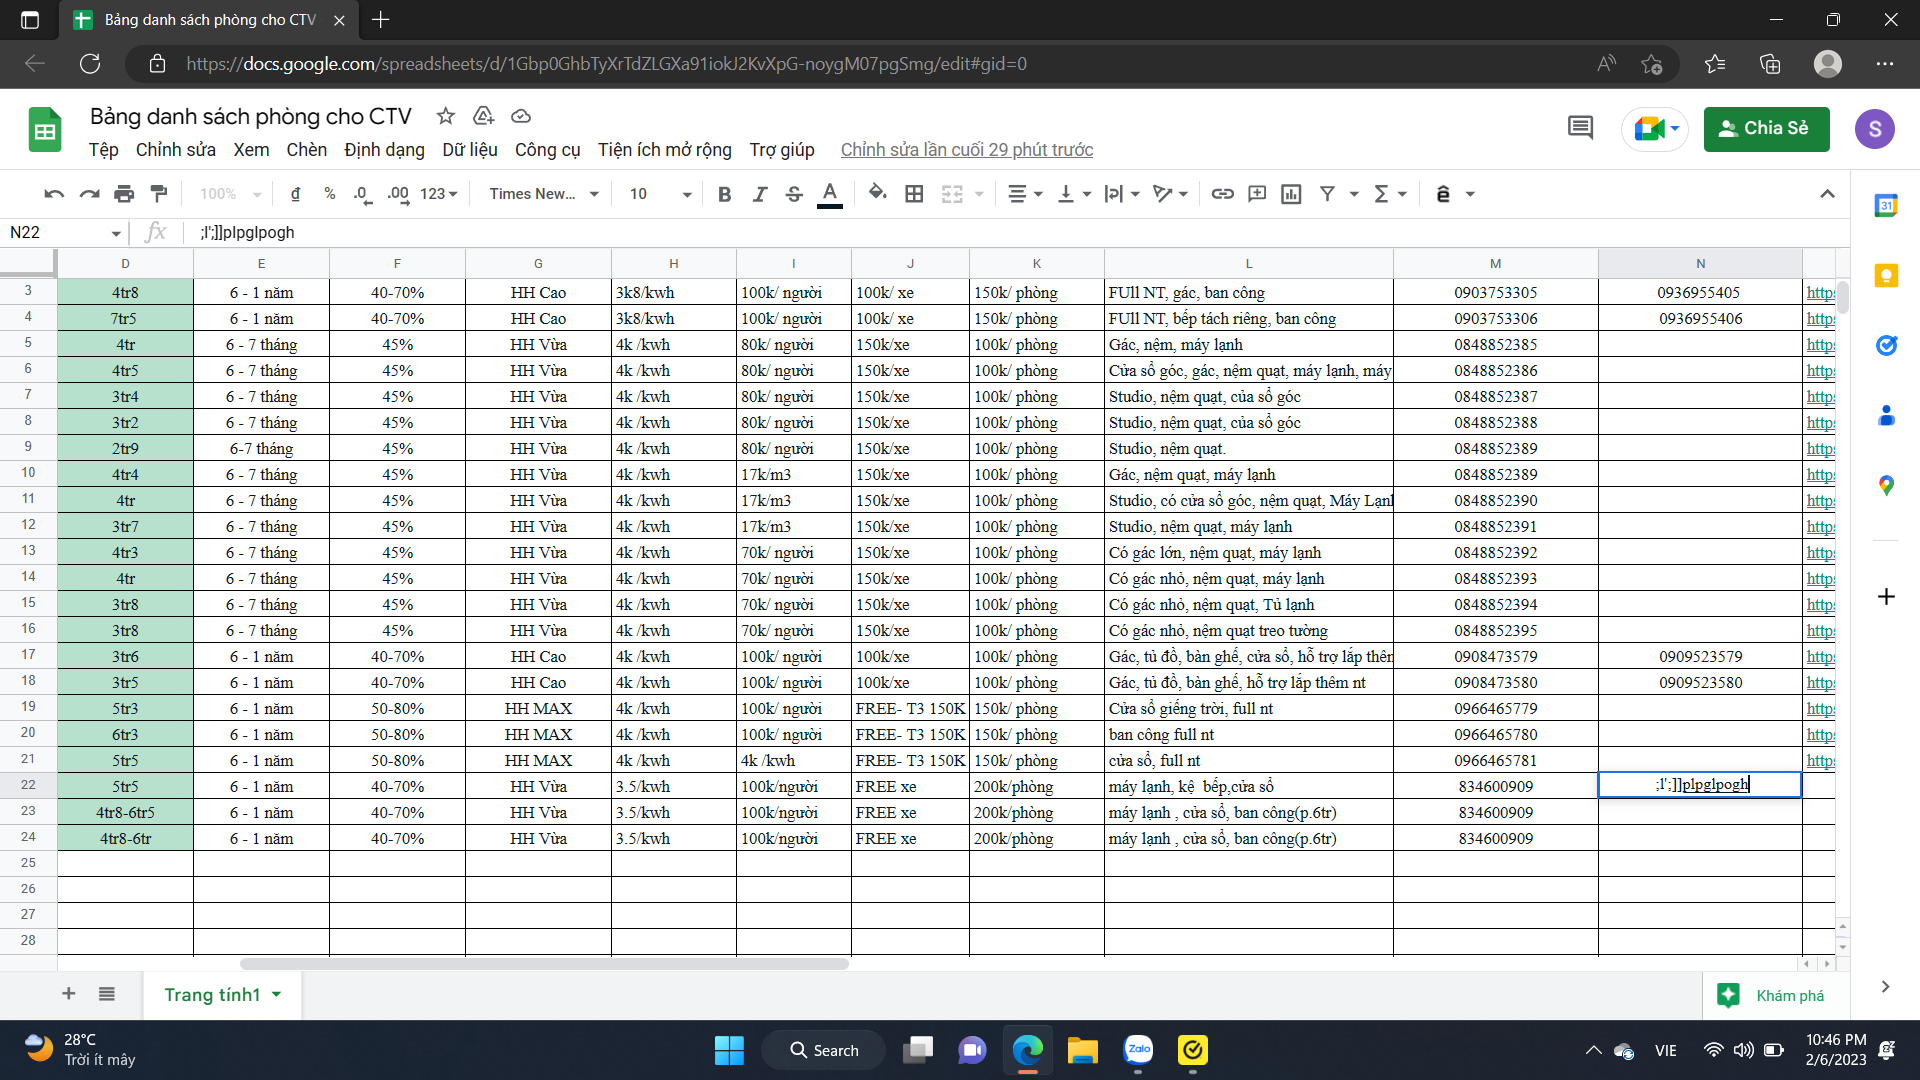 Bảng danh sách phòng cho CTV
https://docs.google.com/spreadsheets/d/1Gbp0GhbTyXrTdZLGXa91iokJ2KvXpG-noygM07pgSmg/edit#gid=0
Bảng danh sách phòng cho CTV
Tệp Chỉnh sửa Xem Chèn Định dạng Dữ liệu Công cụ Tiện ích mở rộng Trợ giúp Chỉnh sửa lần cuối 29 phút trước
Chia Sẻ
S
100% đ % .0 .00 123 Times New... 10 B I S A ê
N22 fx ;l';]]plpglpogh
D E F G H I J K L M N
3 4tr8 6 - 1 năm 40-70% HH Cao 3k8/kwh 100k/ người 100k/ xe 150k/ phòng FUll NT, gác, ban công 0903753305 0936955405 http
4 7tr5 6 - 1 năm 40-70% HH Cao 3k8/kwh 100k/ người 100k/ xe 150k/ phòng FUll NT, bếp tách riêng, ban công 0903753306 0936955406 http
5 4tr 6 - 7 tháng 45% HH Vừa 4k /kwh 80k/ người 150k/xe 100k/ phòng Gác, nệm, máy lạnh 0848852385 http
6 4tr5 6 - 7 tháng 45% HH Vừa 4k /kwh 80k/ người 150k/xe 100k/ phòng Cửa sổ góc, gác, nệm quạt, máy lạnh, máy 0848852386 http
7 3tr4 6 - 7 tháng 45% HH Vừa 4k /kwh 80k/ người 150k/xe 100k/ phòng Studio, nệm quạt, của sổ góc 0848852387 http
8 3tr2 6 - 7 tháng 45% HH Vừa 4k /kwh 80k/ người 150k/xe 100k/ phòng Studio, nệm quạt, của sổ góc 0848852388 http
9 2tr9 6-7 tháng 45% HH Vừa 4k /kwh 80k/ người 150k/xe 100k/ phòng Studio, nệm quạt. 0848852389 http
10 4tr4 6 - 7 tháng 45% HH Vừa 4k /kwh 17k/m3 150k/xe 100k/ phòng Gác, nệm quạt, máy lạnh 0848852389 http
11 4tr 6 - 7 tháng 45% HH Vừa 4k /kwh 17k/m3 150k/xe 100k/ phòng Studio, có cửa sổ góc, nệm quạt, Máy Lạnh 0848852390 http
12 3tr7 6 - 7 tháng 45% HH Vừa 4k /kwh 17k/m3 150k/xe 100k/ phòng Studio, nệm quạt, máy lạnh 0848852391 http
13 4tr3 6 - 7 tháng 45% HH Vừa 4k /kwh 70k/ người 150k/xe 100k/ phòng Có gác lớn, nệm quạt, máy lạnh 0848852392 http
14 4tr 6 - 7 tháng 45% HH Vừa 4k /kwh 70k/ người 150k/xe 100k/ phòng Có gác nhỏ, nệm quạt, máy lạnh 0848852393 http
15 3tr8 6 - 7 tháng 45% HH Vừa 4k /kwh 70k/ người 150k/xe 100k/ phòng Có gác nhỏ, nệm quạt, Tủ lạnh 0848852394 http
16 3tr8 6 - 7 tháng 45% HH Vừa 4k /kwh 70k/ người 150k/xe 100k/ phòng Có gác nhỏ, nệm quạt treo tường 0848852395 http
17 3tr6 6 - 1 năm 40-70% HH Cao 4k /kwh 100k/ người 100k/xe 100k/ phòng Gác, tủ đồ, bàn ghế, cửa sổ, hỗ trợ lắp thêm 0908473579 0909523579 http
18 3tr5 6 - 1 năm 40-70% HH Cao 4k /kwh 100k/ người 100k/xe 100k/ phòng Gác, tủ đồ, bàn ghế, hỗ trợ lắp thêm nt 0908473580 0909523580 http
19 5tr3 6 - 1 năm 50-80% HH MAX 4k /kwh 100k/ người FREE- T3 150K 150k/ phòng Cửa sổ giếng trời, full nt 0966465779 http
20 6tr3 6 - 1 năm 50-80% HH MAX 4k /kwh 100k/ người FREE- T3 150K 150k/ phòng ban công full nt 0966465780 http
21 5tr5 6 - 1 năm 50-80% HH MAX 4k /kwh 4k /kwh FREE- T3 150K 150k/ phòng cửa sổ, full nt 0966465781 http
22 5tr5 6 - 1 năm 40-70% HH Vừa 3.5/kwh 100k/người FREE xe 200k/phòng máy lạnh, kệ bếp,cửa sổ 834600909 ;l';]]plpglpogh
23 4tr8-6tr5 6 - 1 năm 40-70% HH Vừa 3.5/kwh 100k/người FREE xe 200k/phòng máy lạnh , cửa sổ, ban công(p.6tr) 834600909
24 4tr8-6tr 6 - 1 năm 40-70% HH Vừa 3.5/kwh 100k/người FREE xe 200k/phòng máy lạnh , cửa sổ, ban công(p.6tr) 834600909
25
26
27
28
Trang tính1 Khám phá
28°C
Trời ít mây
Search
Zalo
VIE
10:46 PM
2/6/2023